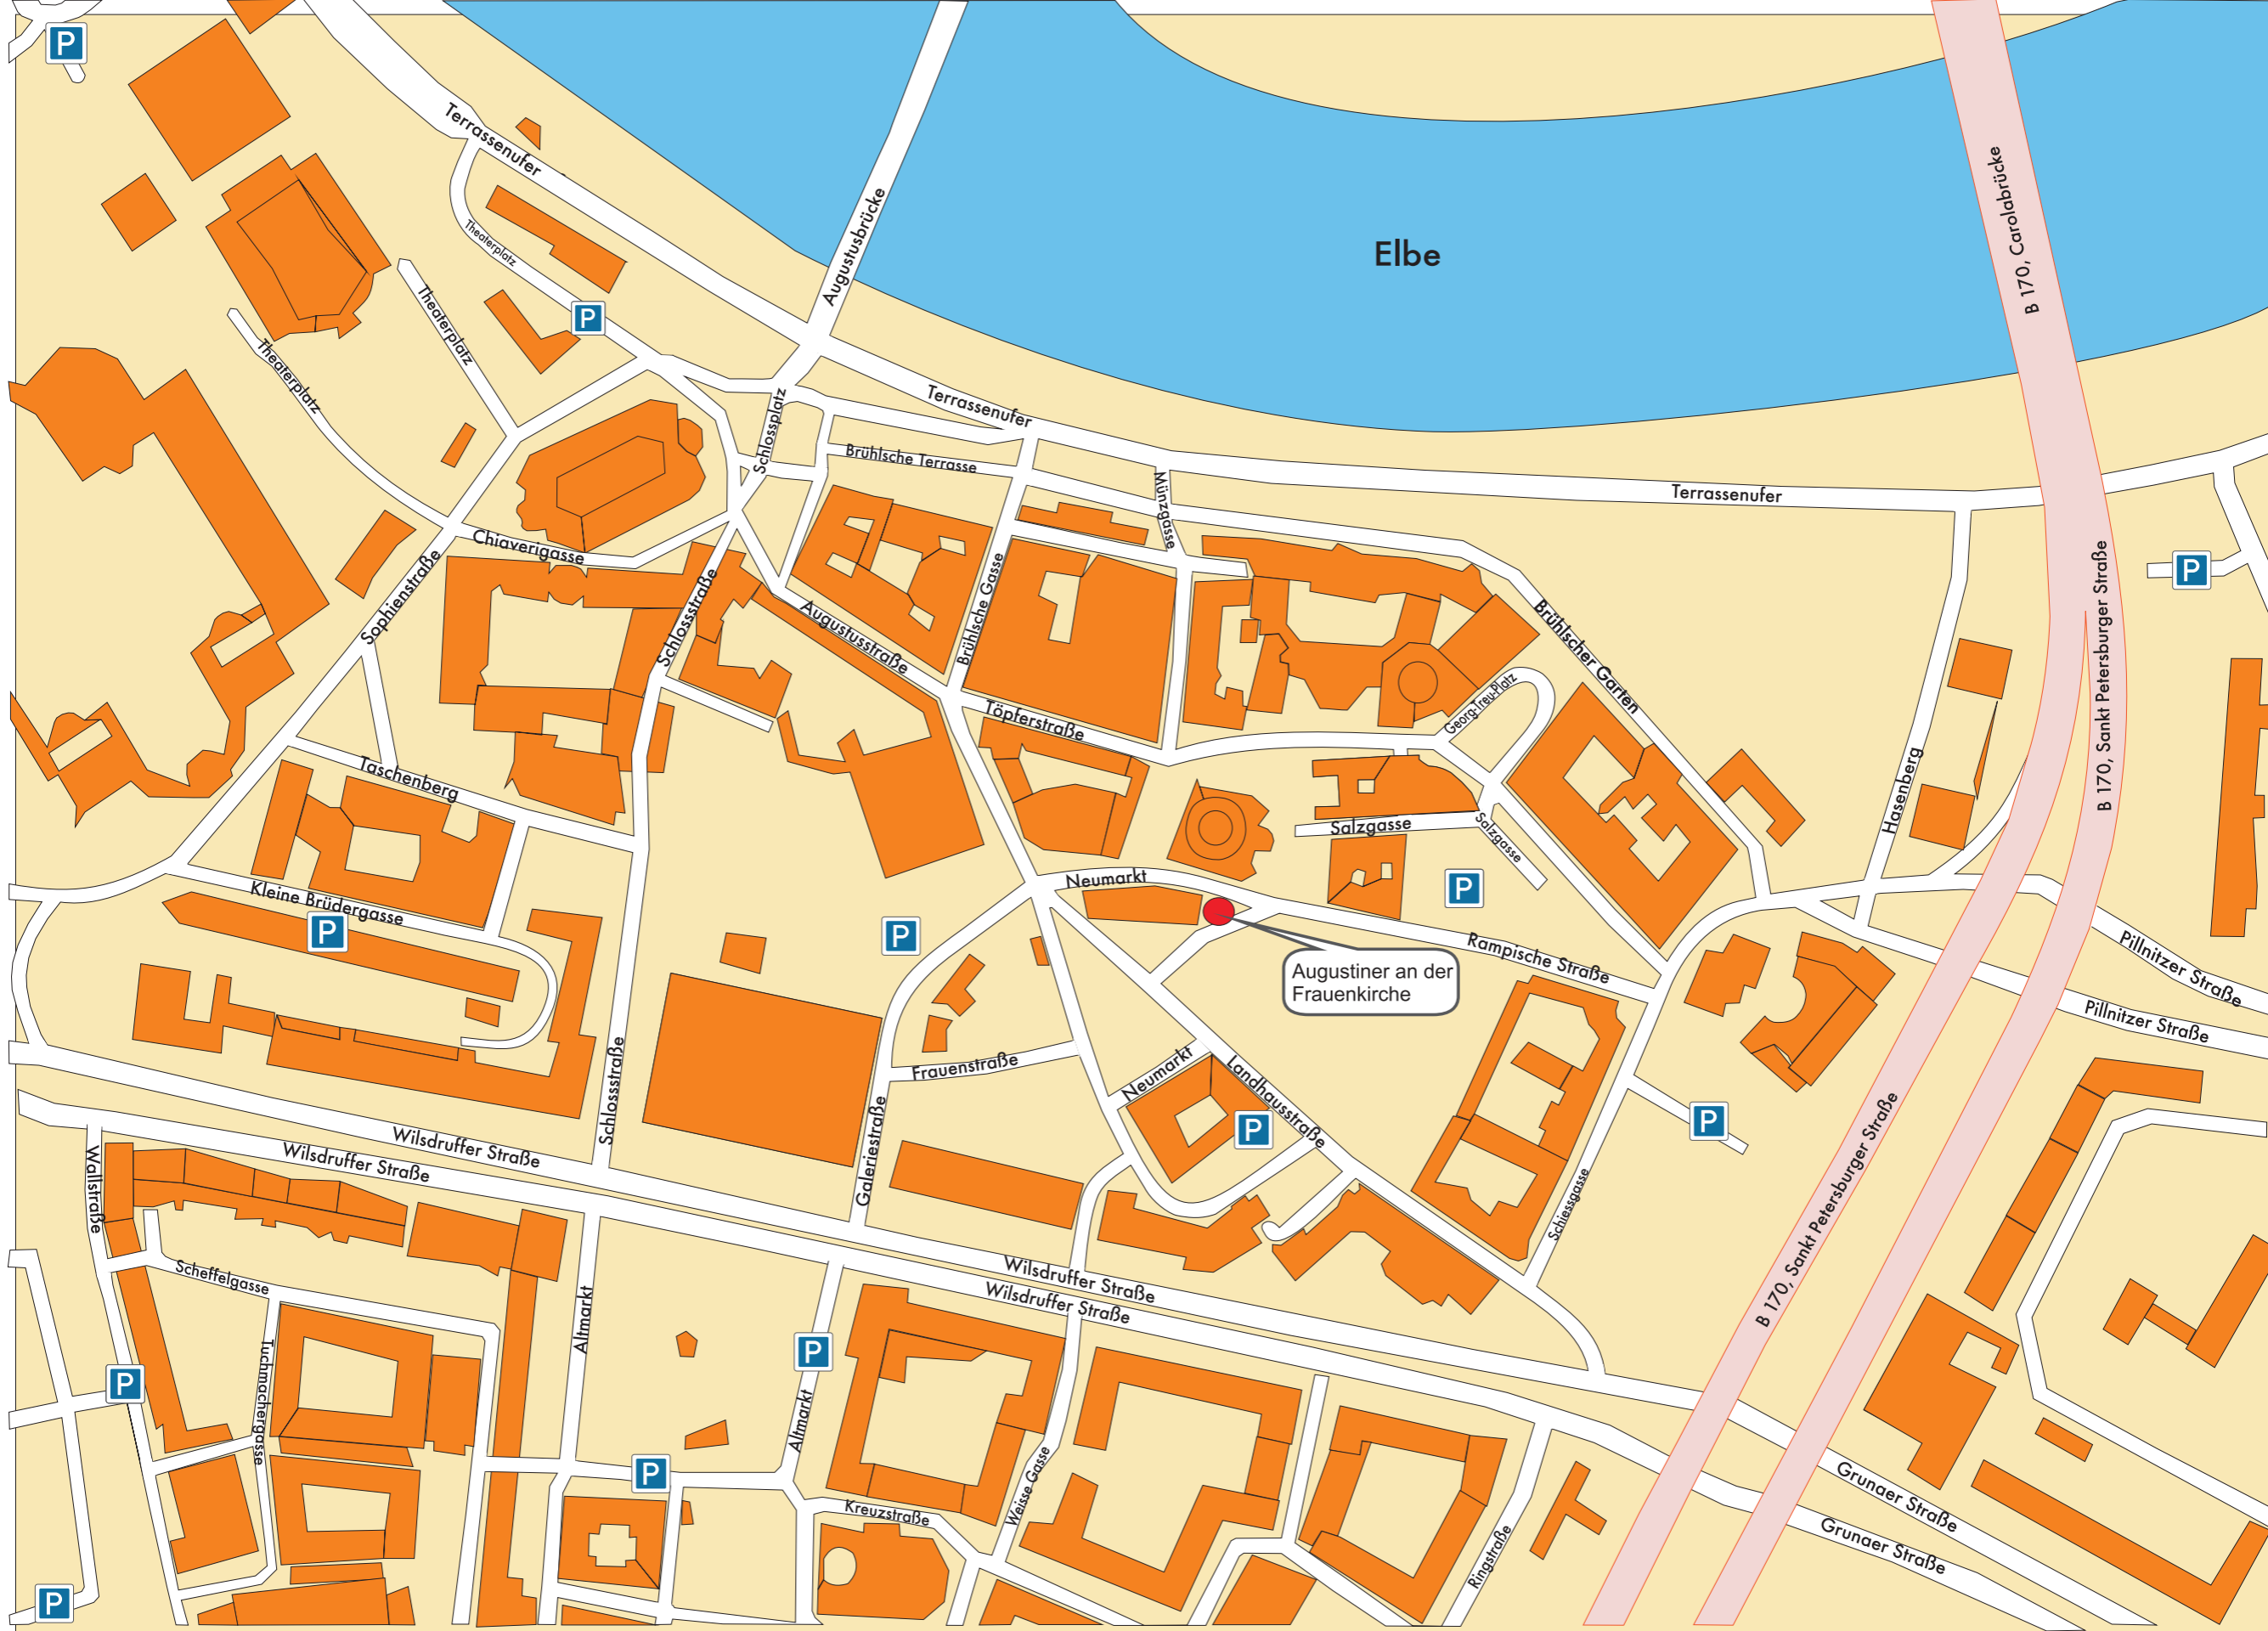 P
Terrassenufer
Theaterplatz
Augustusbrücke
Elbe
B 170, Carolabrücke
Theaterplatz
P
Theaterplatz
Schlossplatz
Terrassenufer
Brühlsche Terrasse
Münzgasse
Terrassenufer
Chiaverigasse
Sophienstraße
Schlossstraße
Augustusstraße
Brühlsche Gasse
Brühlscher Garten
B 170, Sankt Petersburger Straße
P
Georg-Treu-Platz
Töpferstraße
Taschenberg
Hasenberg
Salzgasse
Salzgasse
Kleine Brüdergasse
P
Neumarkt
P
P
Rampische Straße
Augustiner an der
Frauenkirche
Pillnitzer Straße
Pillnitzer Straße
Frauenstraße
Neumarkt
Landhausstraße
P
P
Schlossstraße
Galeriestraße
Wilsdruffer Straße
Wilsdruffer Straße
Wallstraße
Schiessgasse
B 170, Sankt Petersburger Straße
Scheffelgasse
Altmarkt
Wilsdruffer Straße
Wilsdruffer Straße
Tuchmachergasse
P
P
Altmarkt
P
Weisse Gasse
Kreuzstraße
Ringstraße
Grunaer Straße
Grunaer Straße
P